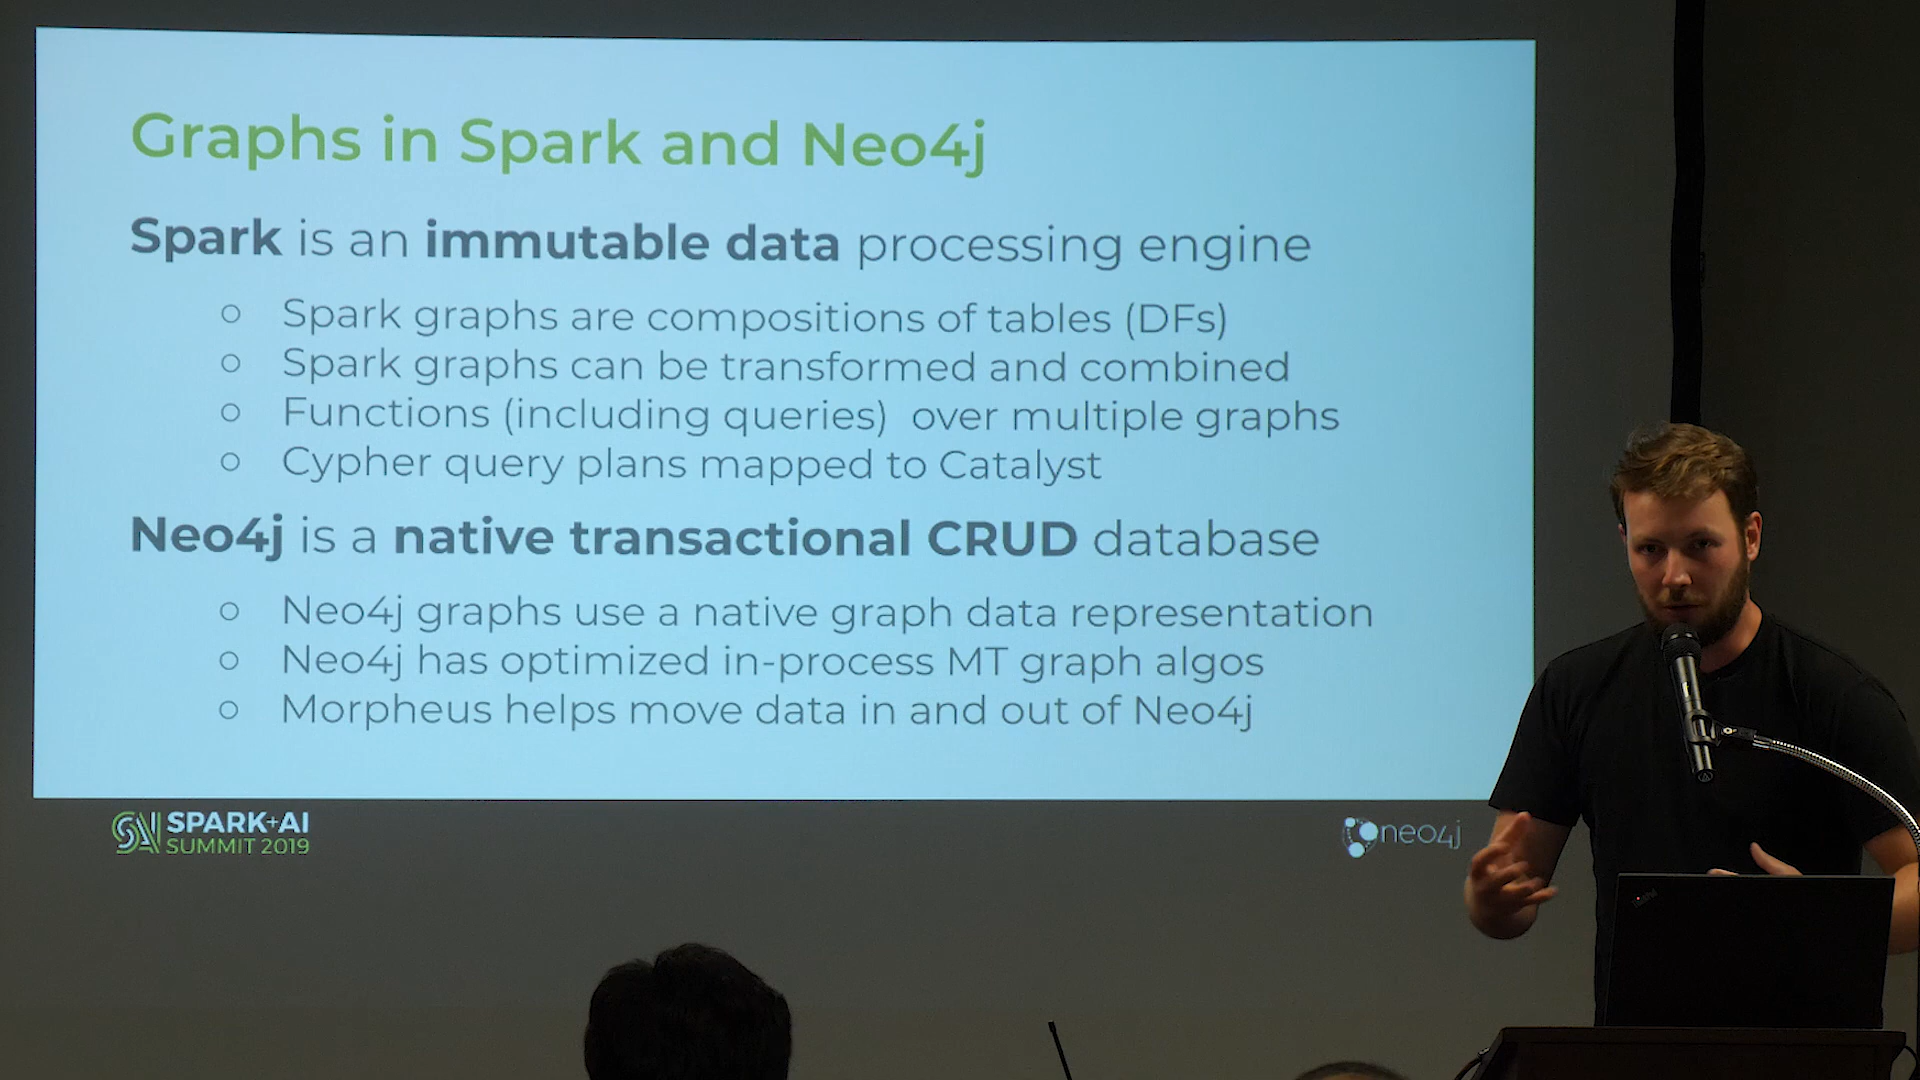 Graphs in Spark and Neo4j
Spark is an immutable data processing engine
○ Spark graphs are compositions of tables (DFs)
○ Spark graphs can be transformed and combined
○ Functions (including queries)  over multiple graphs
○ Cypher query plans mapped to Catalyst
Neo4j is a native transactional CRUD database
○ Neo4j graphs use a native graph data representation
○ Neo4j has optimized in-process MT graph algos
○ Morpheus helps move data in and out of Neo4j
SPARK+AI
SUMMIT 2019
neo4j